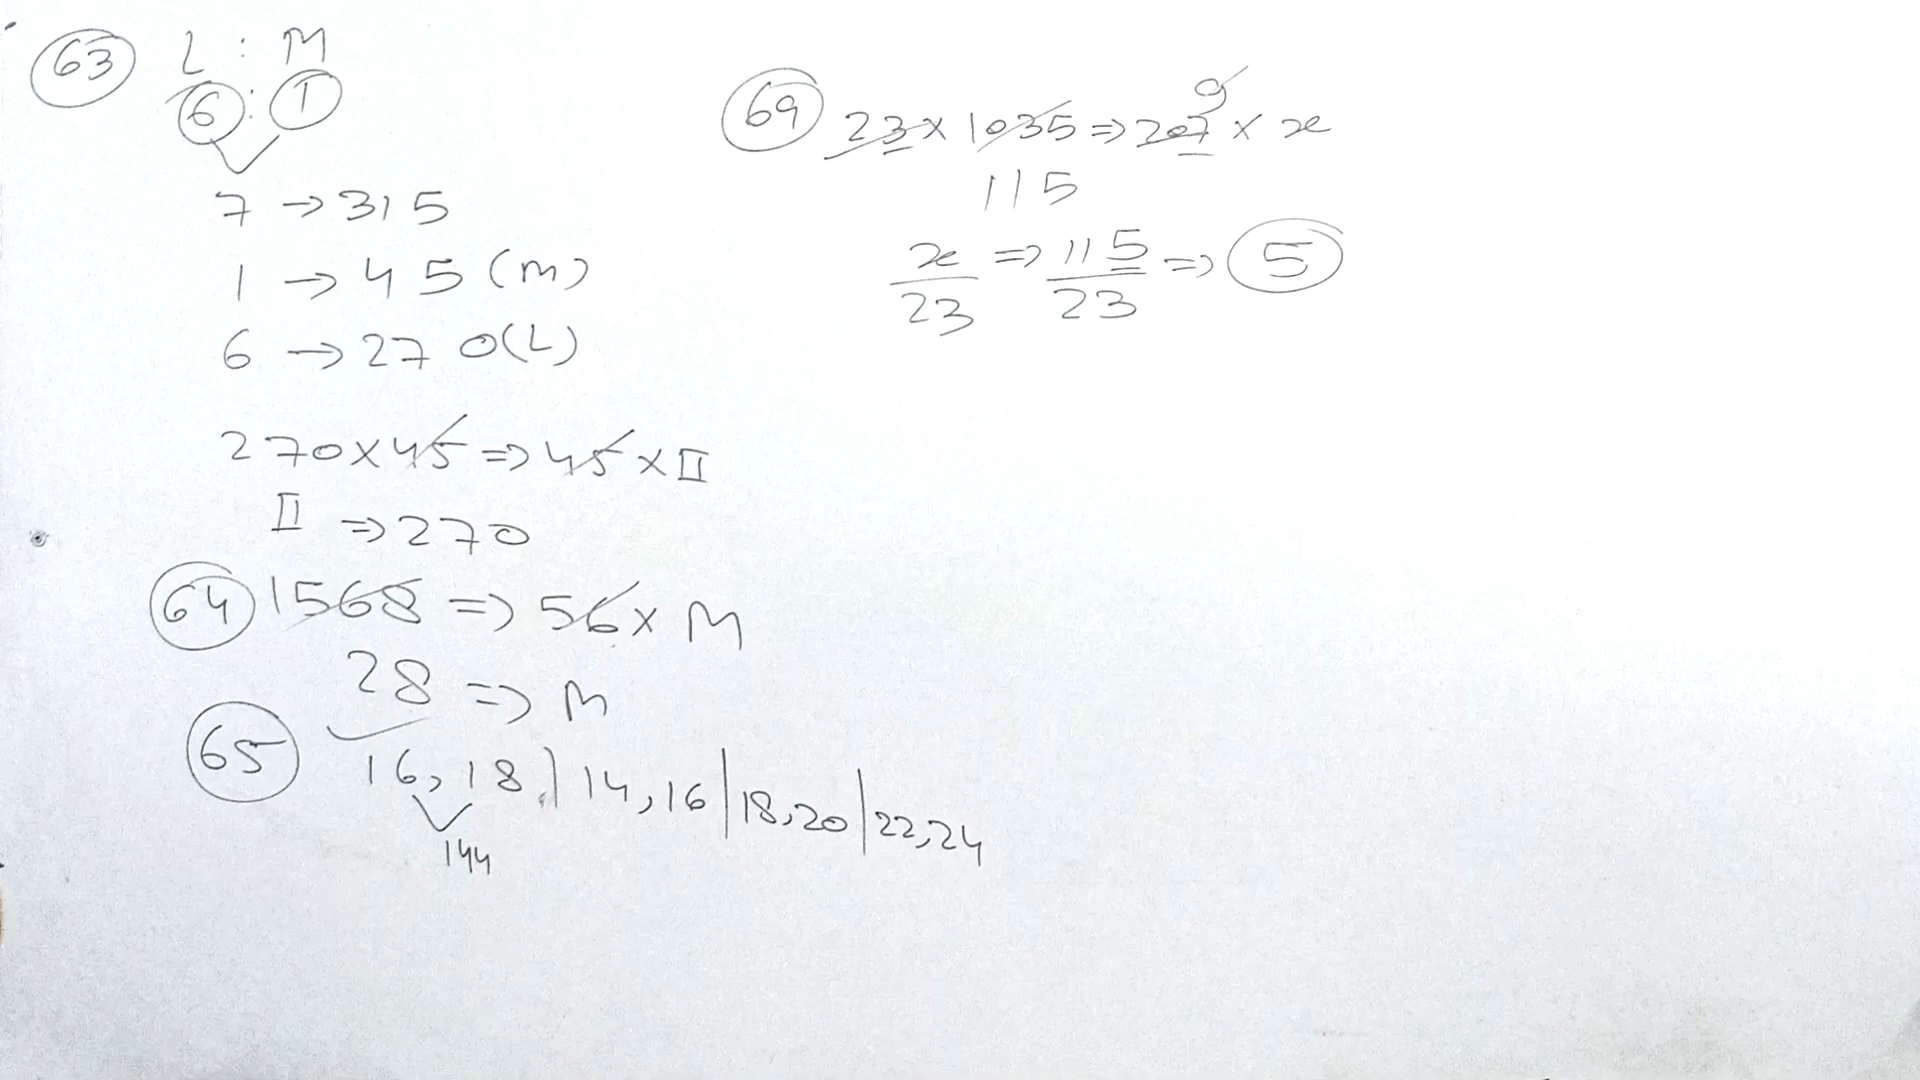 63 L : M
6 : 1
7 → 315
1 → 45 (m)
6 → 270(L)
270 x 45 => 45 x II
II => 270
64 1568 => 56 x M
28 => M
65 16, 18, | 14, 16 | 18, 20 | 22, 24
144
69 23 x 1035 => 207 x x
9
115
x/23 => 115/23 => 5